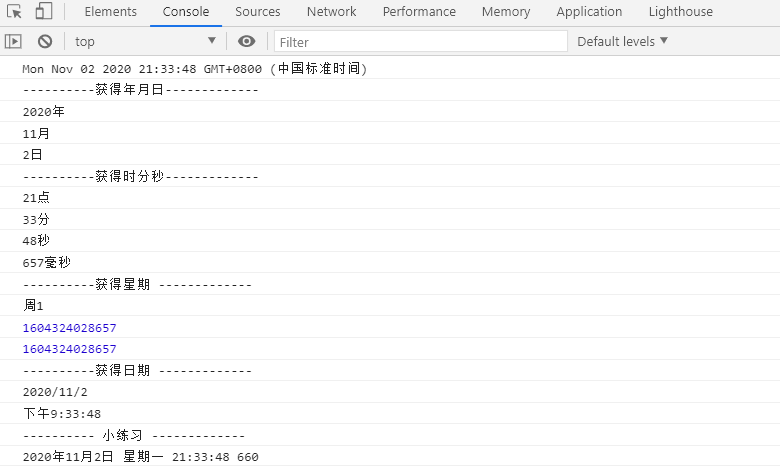 Elements Console Sources Network Performance Memory Application Lighthouse
top Filter Default levels
Mon Nov 02 2020 21:33:48 GMT+0800 (中国标准时间)
----------获得年月日-------------
2020年
11月
2日
----------获得时分秒-------------
21点
33分
48秒
657毫秒
----------获得星期 -------------
周1
1604324028657
1604324028657
----------获得日期 -------------
2020/11/2
下午9:33:48
---------- 小练习 -------------
2020年11月2日 星期一 21:33:48 660